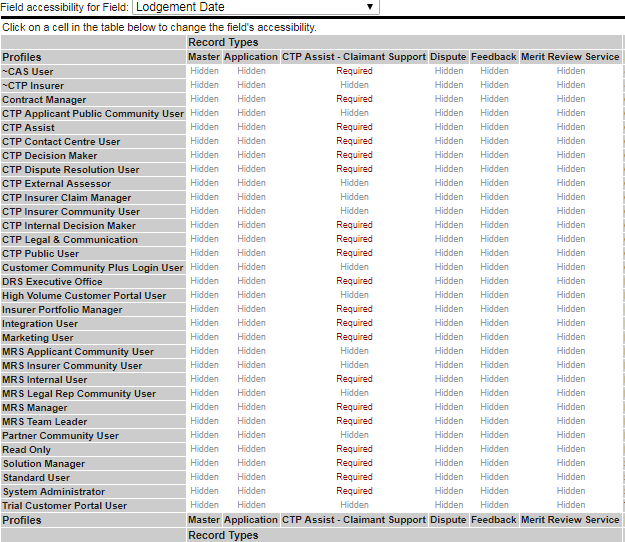 Field accessibility for Field: Lodgement Date
Click on a cell in the table below to change the field's accessibility.
Record Types
Profiles Master Application CTP Assist - Claimant Support Dispute Feedback Merit Review Service
~CAS User Hidden Hidden Required Hidden Hidden Hidden
~CTP Insurer Hidden Hidden Hidden Hidden Hidden Hidden
Contract Manager Hidden Hidden Required Hidden Hidden Hidden
CTP Applicant Public Community User Hidden Hidden Hidden Hidden Hidden Hidden
CTP Assist Hidden Hidden Required Hidden Hidden Hidden
CTP Contact Centre User Hidden Hidden Required Hidden Hidden Hidden
CTP Decision Maker Hidden Hidden Required Hidden Hidden Hidden
CTP Dispute Resolution User Hidden Hidden Required Hidden Hidden Hidden
CTP External Assessor Hidden Hidden Hidden Hidden Hidden Hidden
CTP Insurer Claim Manager Hidden Hidden Hidden Hidden Hidden Hidden
CTP Insurer Community User Hidden Hidden Hidden Hidden Hidden Hidden
CTP Internal Decision Maker Hidden Hidden Required Hidden Hidden Hidden
CTP Legal & Communication Hidden Hidden Required Hidden Hidden Hidden
CTP Public User Hidden Hidden Required Hidden Hidden Hidden
Customer Community Plus Login User Hidden Hidden Hidden Hidden Hidden Hidden
DRS Executive Office Hidden Hidden Required Hidden Hidden Hidden
High Volume Customer Portal User Hidden Hidden Hidden Hidden Hidden Hidden
Insurer Portfolio Manager Hidden Hidden Required Hidden Hidden Hidden
Integration User Hidden Hidden Required Hidden Hidden Hidden
Marketing User Hidden Hidden Required Hidden Hidden Hidden
MRS Applicant Community User Hidden Hidden Hidden Hidden Hidden Hidden
MRS Insurer Community User Hidden Hidden Hidden Hidden Hidden Hidden
MRS Internal User Hidden Hidden Required Hidden Hidden Hidden
MRS Legal Rep Community User Hidden Hidden Hidden Hidden Hidden Hidden
MRS Manager Hidden Hidden Required Hidden Hidden Hidden
MRS Team Leader Hidden Hidden Required Hidden Hidden Hidden
Partner Community User Hidden Hidden Hidden Hidden Hidden Hidden
Read Only Hidden Hidden Required Hidden Hidden Hidden
Solution Manager Hidden Hidden Required Hidden Hidden Hidden
Standard User Hidden Hidden Required Hidden Hidden Hidden
System Administrator Hidden Hidden Required Hidden Hidden Hidden
Trial Customer Portal User Hidden Hidden Hidden Hidden Hidden Hidden
Profiles Master Application CTP Assist - Claimant Support Dispute Feedback Merit Review Service
Record Types